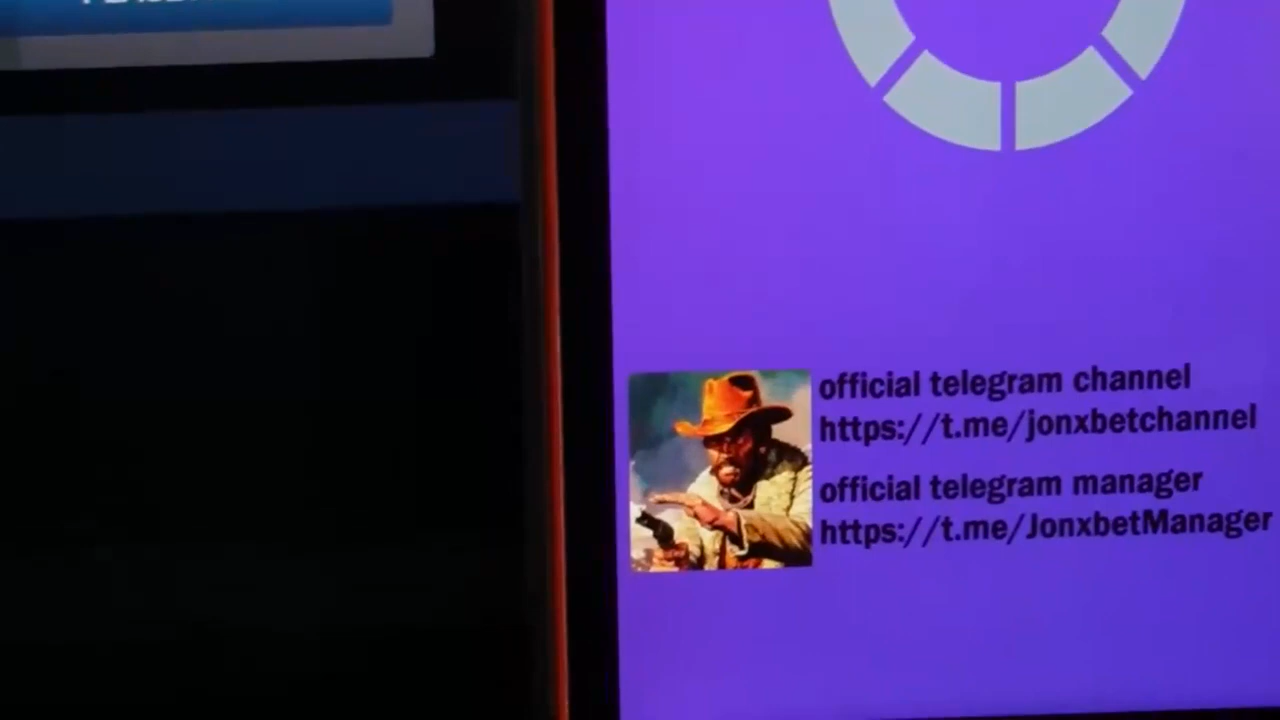 official telegram channel
https://t.me/jonxbetchannel
official telegram manager
https://t.me/JonxbetManager